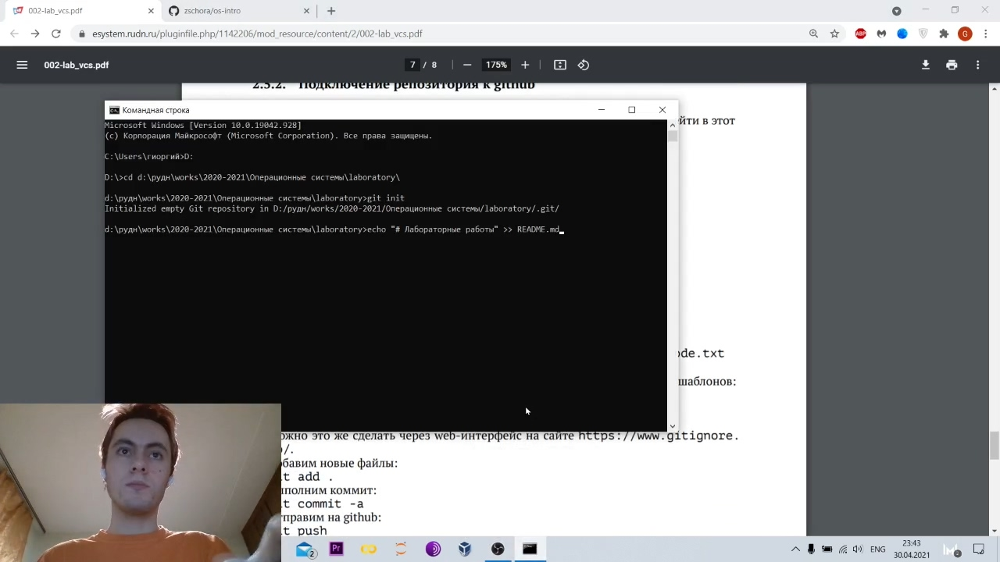 002-lab_vcs.pdf
zschora/os-intro
esystem.rudn.ru/pluginfile.php/1142206/mod_resource/content/2/002-lab_vcs.pdf
ABP
G
002-lab_vcs.pdf
7 / 8
175%
2.5.2. Подключение репозитория к github
йти в этот
Командная строка
Microsoft Windows [Version 10.0.19042.928]
(c) Корпорация Майкрософт (Microsoft Corporation). Все права защищены.
C:\Users\гиоргий>D:
D:\>cd d:\рудн\works\2020-2021\Операционные системы\laboratory\
d:\рудн\works\2020-2021\Операционные системы\laboratory>git init
Initialized empty Git repository in D:/рудн/works/2020-2021/Операционные системы/laboratory/.git/
d:\рудн\works\2020-2021\Операционные системы\laboratory>echo "# Лабораторные работы" >> README.md
ode.txt
шаблонов:
ожно это же сделать через web-интерфейс на сайте https://www.gitignore.
/.
бавим новые файлы:
t add .
полним коммит:
t commit -a
правим на github:
t push
2
Pr
ENG
23:43
30.04.2021